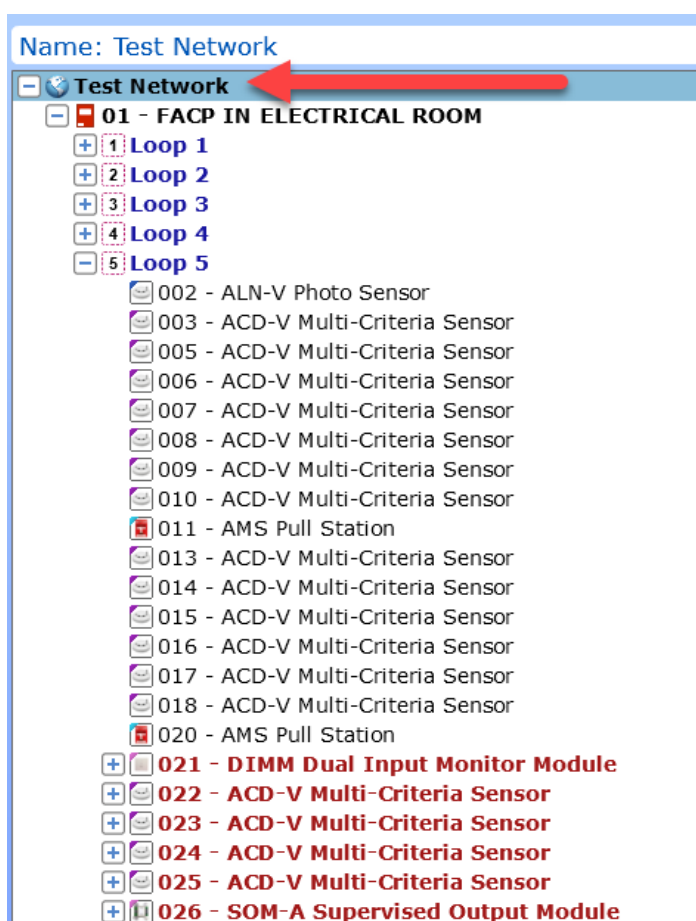 Name: Test Network
Test Network
01 - FACP IN ELECTRICAL ROOM
1 Loop 1
2 Loop 2
3 Loop 3
4 Loop 4
5 Loop 5
002 - ALN-V Photo Sensor
003 - ACD-V Multi-Criteria Sensor
005 - ACD-V Multi-Criteria Sensor
006 - ACD-V Multi-Criteria Sensor
007 - ACD-V Multi-Criteria Sensor
008 - ACD-V Multi-Criteria Sensor
009 - ACD-V Multi-Criteria Sensor
010 - ACD-V Multi-Criteria Sensor
011 - AMS Pull Station
013 - ACD-V Multi-Criteria Sensor
014 - ACD-V Multi-Criteria Sensor
015 - ACD-V Multi-Criteria Sensor
016 - ACD-V Multi-Criteria Sensor
017 - ACD-V Multi-Criteria Sensor
018 - ACD-V Multi-Criteria Sensor
020 - AMS Pull Station
021 - DIMM Dual Input Monitor Module
022 - ACD-V Multi-Criteria Sensor
023 - ACD-V Multi-Criteria Sensor
024 - ACD-V Multi-Criteria Sensor
025 - ACD-V Multi-Criteria Sensor
026 - SOM-A Supervised Output Module